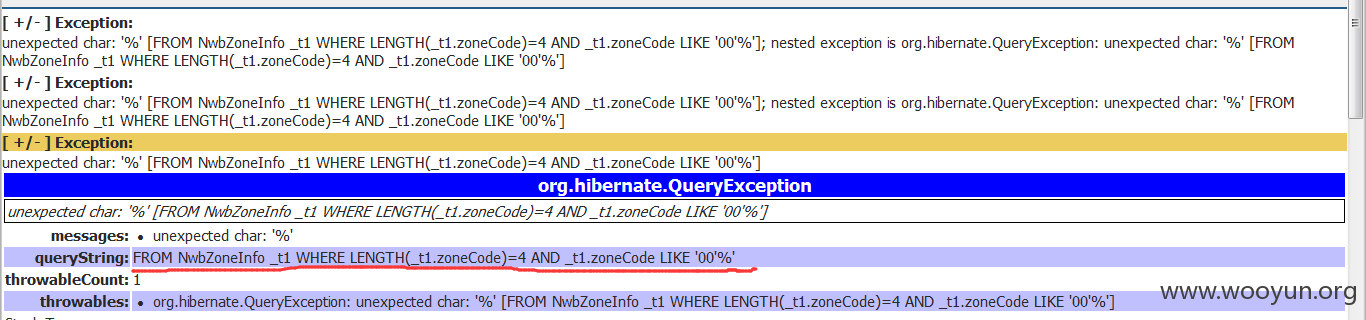 [ +/- ] Exception:
unexpected char: '%' [FROM NwbZoneInfo _t1 WHERE LENGTH(_t1.zoneCode)=4 AND _t1.zoneCode LIKE '00'%']; nested exception is org.hibernate.QueryException: unexpected char: '%' [FROM
NwbZoneInfo _t1 WHERE LENGTH(_t1.zoneCode)=4 AND _t1.zoneCode LIKE '00'%']
[ +/- ] Exception:
unexpected char: '%' [FROM NwbZoneInfo _t1 WHERE LENGTH(_t1.zoneCode)=4 AND _t1.zoneCode LIKE '00'%']; nested exception is org.hibernate.QueryException: unexpected char: '%' [FROM
NwbZoneInfo _t1 WHERE LENGTH(_t1.zoneCode)=4 AND _t1.zoneCode LIKE '00'%']
[ +/- ] Exception:
unexpected char: '%' [FROM NwbZoneInfo _t1 WHERE LENGTH(_t1.zoneCode)=4 AND _t1.zoneCode LIKE '00'%']
org.hibernate.QueryException
unexpected char: '%' [FROM NwbZoneInfo _t1 WHERE LENGTH(_t1.zoneCode)=4 AND _t1.zoneCode LIKE '00'%']
messages: • unexpected char: '%'
queryString: FROM NwbZoneInfo _t1 WHERE LENGTH(_t1.zoneCode)=4 AND _t1.zoneCode LIKE '00'%'
throwableCount: 1
throwables: • org.hibernate.QueryException: unexpected char: '%' [FROM NwbZoneInfo _t1 WHERE LENGTH(_t1.zoneCode)=4 AND _t1.zoneCode LIKE '00'%']
www.wooyun.org